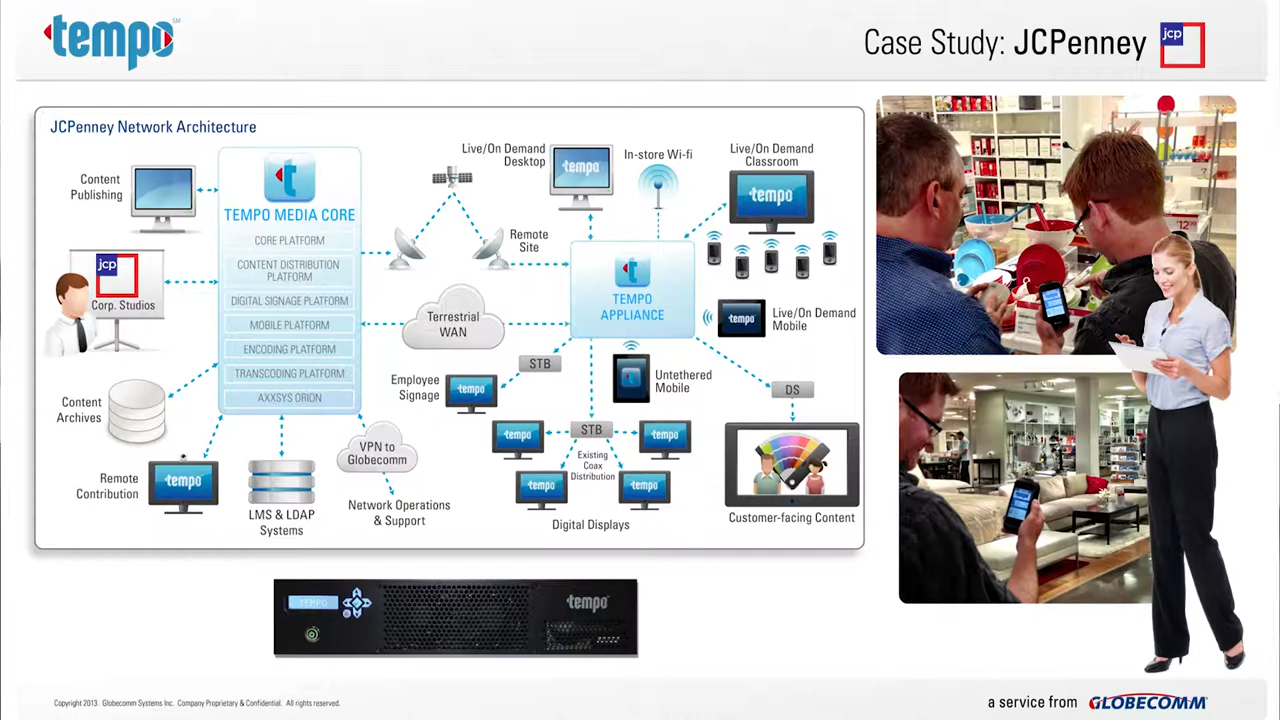 tempo SM
Case Study: JCPenney
jcp
JCPenney Network Architecture
Content
Publishing
jcp
Corp. Studios
Content
Archives
Remote
Contribution
tempo
TEMPO MEDIA CORE
CORE PLATFORM
CONTENT DISTRIBUTION
PLATFORM
DIGITAL SIGNAGE PLATFORM
MOBILE PLATFORM
ENCODING PLATFORM
TRANSCODING PLATFORM
AXXSYS ORION
LMS & LDAP
Systems
VPN to
Globecomm
Network Operations
& Support
Terrestrial
WAN
Remote
Site
Live/On Demand
Desktop
tempo
In-store Wi-fi
Live/On Demand
Classroom
tempo
TEMPO
APPLIANCE
tempo
Live/On Demand
Mobile
Untethered
Mobile
STB
Employee
Signage
tempo
STB
Existing
Coax
Distribution
tempo
tempo
tempo
tempo
Digital Displays
DS
Customer-facing Content
TEMPO
tempo
Copyright 2013. Globecomm Systems Inc. Company Proprietary & Confidential. All rights reserved.
a service from GLOBECOMM